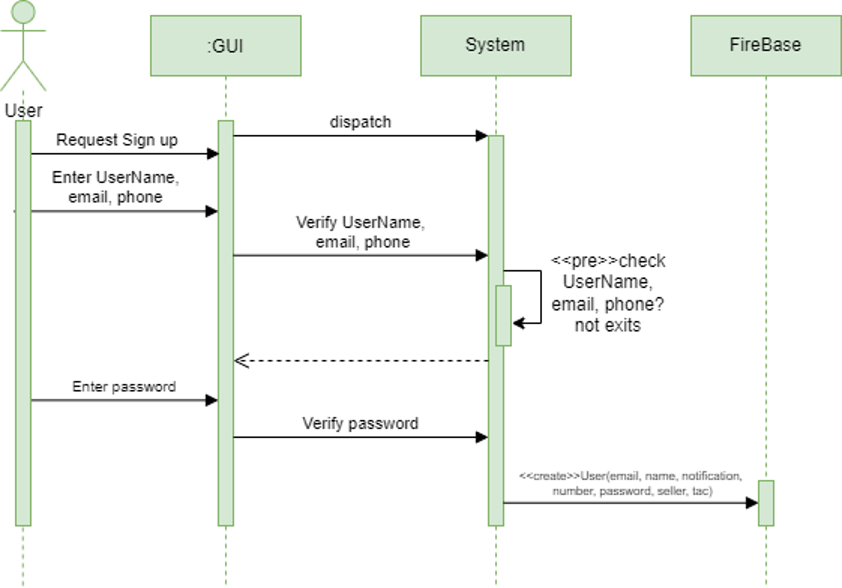 :GUI
System
FireBase
User
dispatch
Request Sign up
Enter UserName,
email, phone
Verify UserName,
email, phone
<<pre>>check
UserName,
email, phone?
not exits
Enter password
Verify password
<<create>>User(email, name, notification,
number, password, seller, tac)